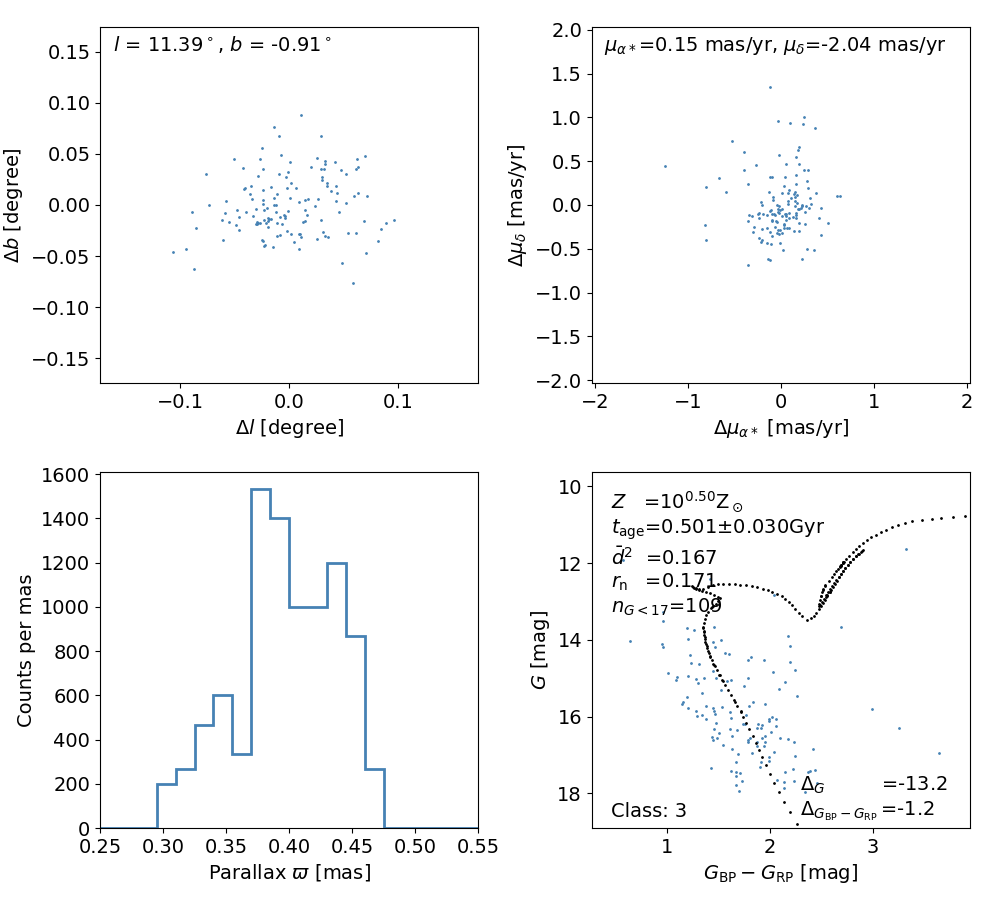 l = 11.39°, b = -0.91°
0.15
0.10
0.05
0.00
−0.05
−0.10
−0.15
Δb [degree]
−0.1
0.0
0.1
Δl [degree]
μα*=0.15 mas/yr, μδ=-2.04 mas/yr
2.0
1.5
1.0
0.5
0.0
−0.5
−1.0
−1.5
−2.0
Δμδ [mas/yr]
−2
−1
0
1
2
Δμα* [mas/yr]
1600
1400
1200
1000
800
600
400
200
0
Counts per mas
0.25
0.30
0.35
0.40
0.45
0.50
0.55
Parallax ϖ [mas]
Z =10^0.50Z⊙
t_age=0.501±0.030Gyr
d̄² =0.167
r_n =0.171
n_G<17=109
10
12
14
16
18
G [mag]
ΔG =-13.2
ΔG_BP−G_RP =-1.2
Class: 3
1
2
3
G_BP − G_RP [mag]